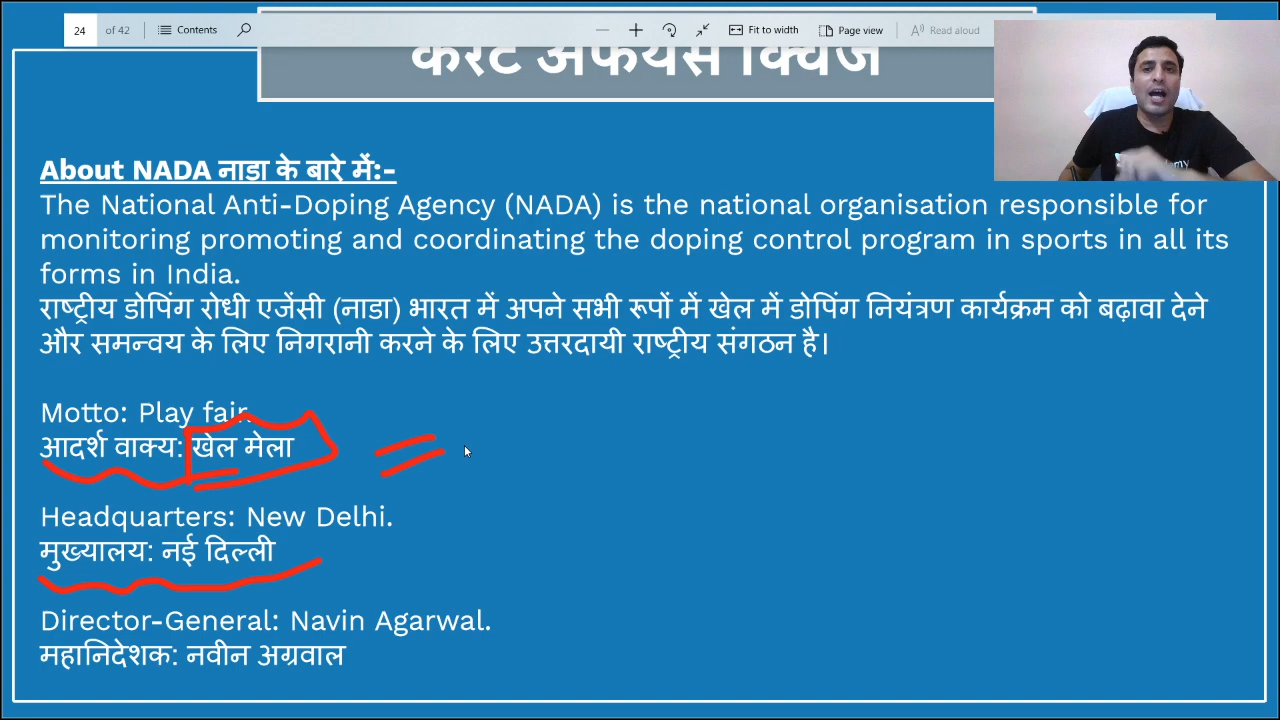 24 of 42 Contents Fit to width Page view Read aloud
करेंट अफेयर्स क्विज
About NADA नाडा के बारे में:-
The National Anti-Doping Agency (NADA) is the national organisation responsible for
monitoring promoting and coordinating the doping control program in sports in all its
forms in India.
राष्ट्रीय डोपिंग रोधी एजेंसी (नाडा) भारत में अपने सभी रूपों में खेल में डोपिंग नियंत्रण कार्यक्रम को बढ़ावा देने
और समन्वय के लिए निगरानी करने के लिए उत्तरदायी राष्ट्रीय संगठन है।
Motto: Play fair.
आदर्श वाक्य: खेल मेला
Headquarters: New Delhi.
मुख्यालय: नई दिल्ली
Director-General: Navin Agarwal.
महानिदेशक: नवीन अग्रवाल